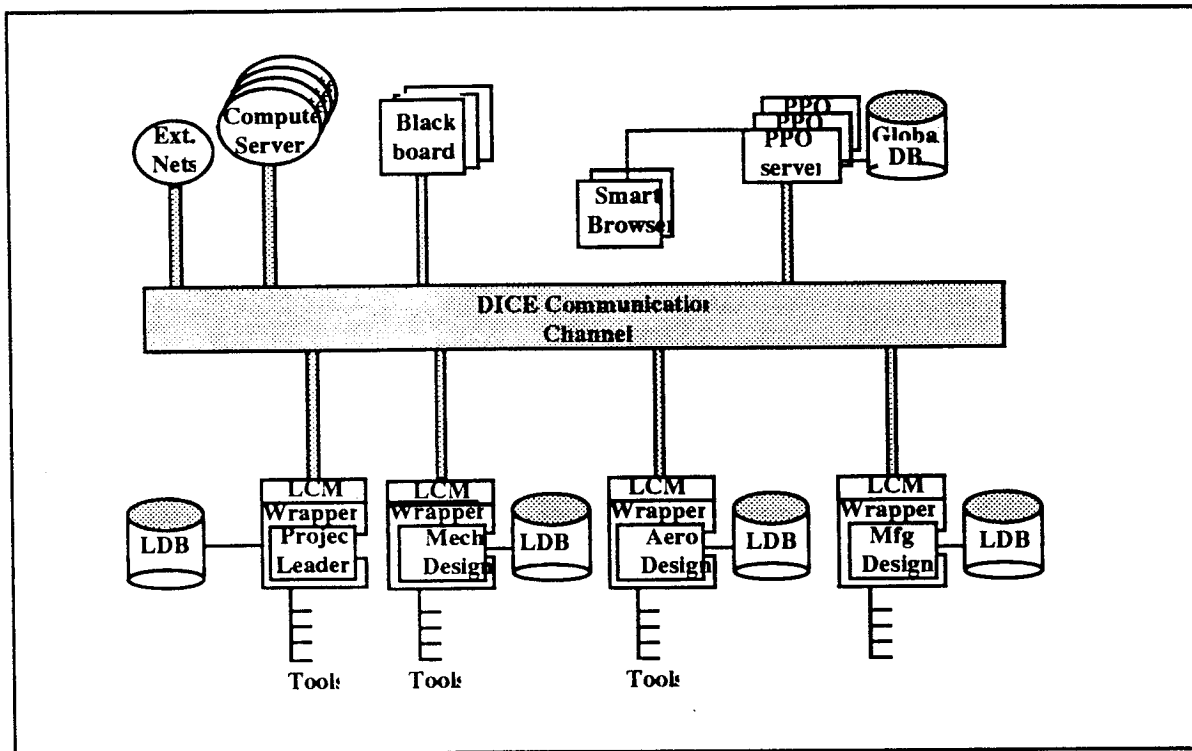 Ext.
Nets
Compute
Server
Black
board
PPO
PPO
PPO
server
Globa
DB
Smart
Browser
DICE Communication
Channel
LCM
Wrapper
Projec
Leader
LDB
Tools
LCM
Wrapper
Mech
Design
LDB
Tools
LCM
Wrapper
Aero
Design
LDB
Tools
LCM
Wrapper
Mfg
Design
LDB